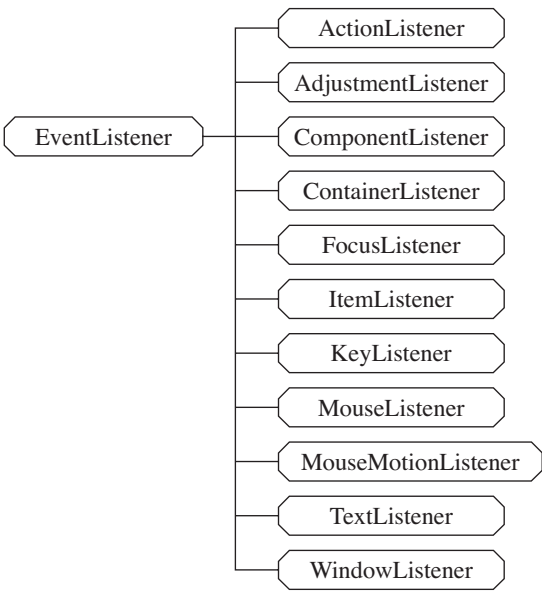 ActionListener
AdjustmentListener
EventListener
ComponentListener
ContainerListener
FocusListener
ItemListener
KeyListener
MouseListener
MouseMotionListener
TextListener
WindowListener